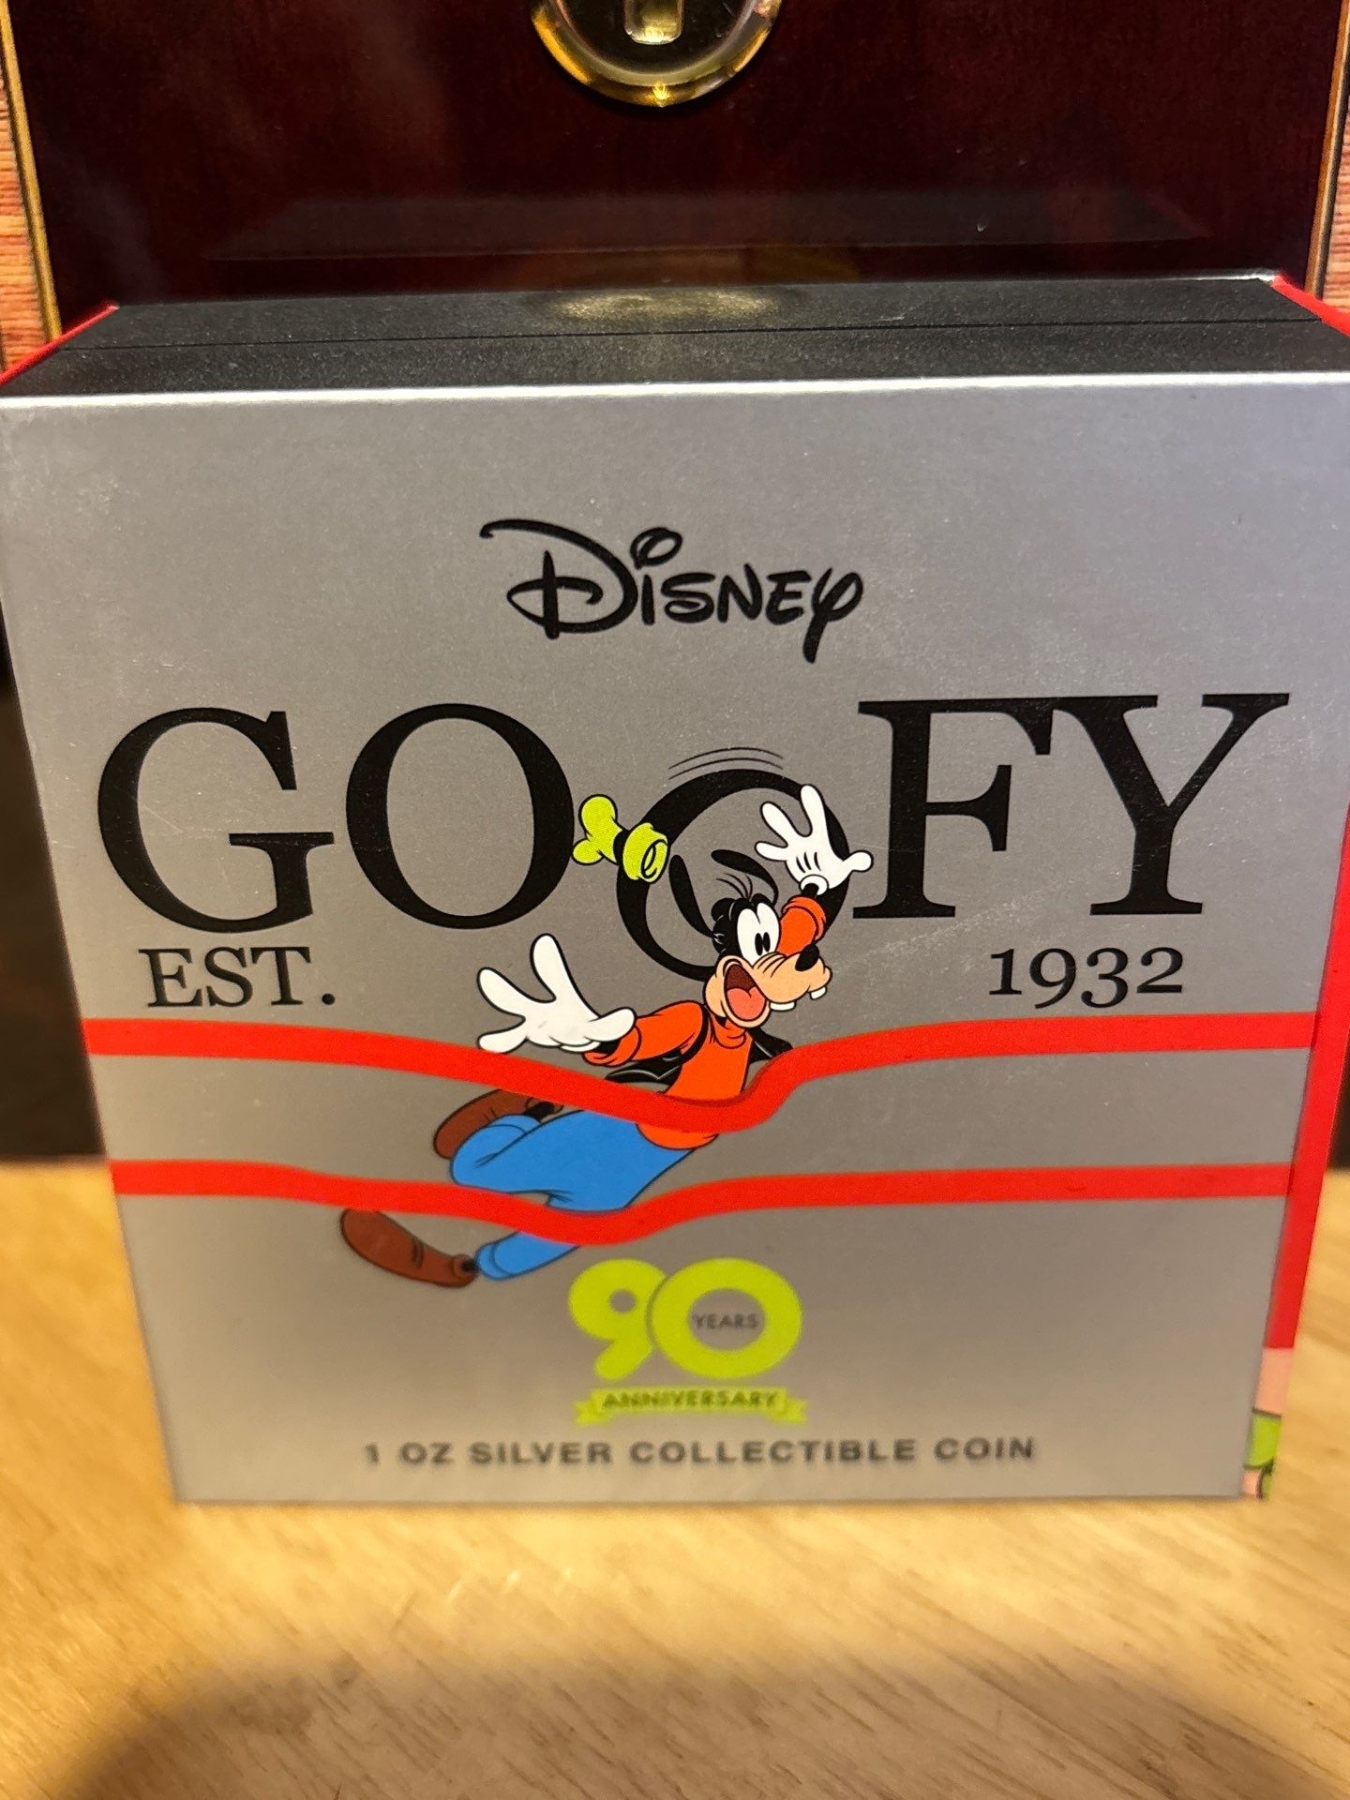 Disney
GOOFY
EST. 1932
90
YEARS
ANNIVERSARY
1 OZ SILVER COLLECTIBLE COIN